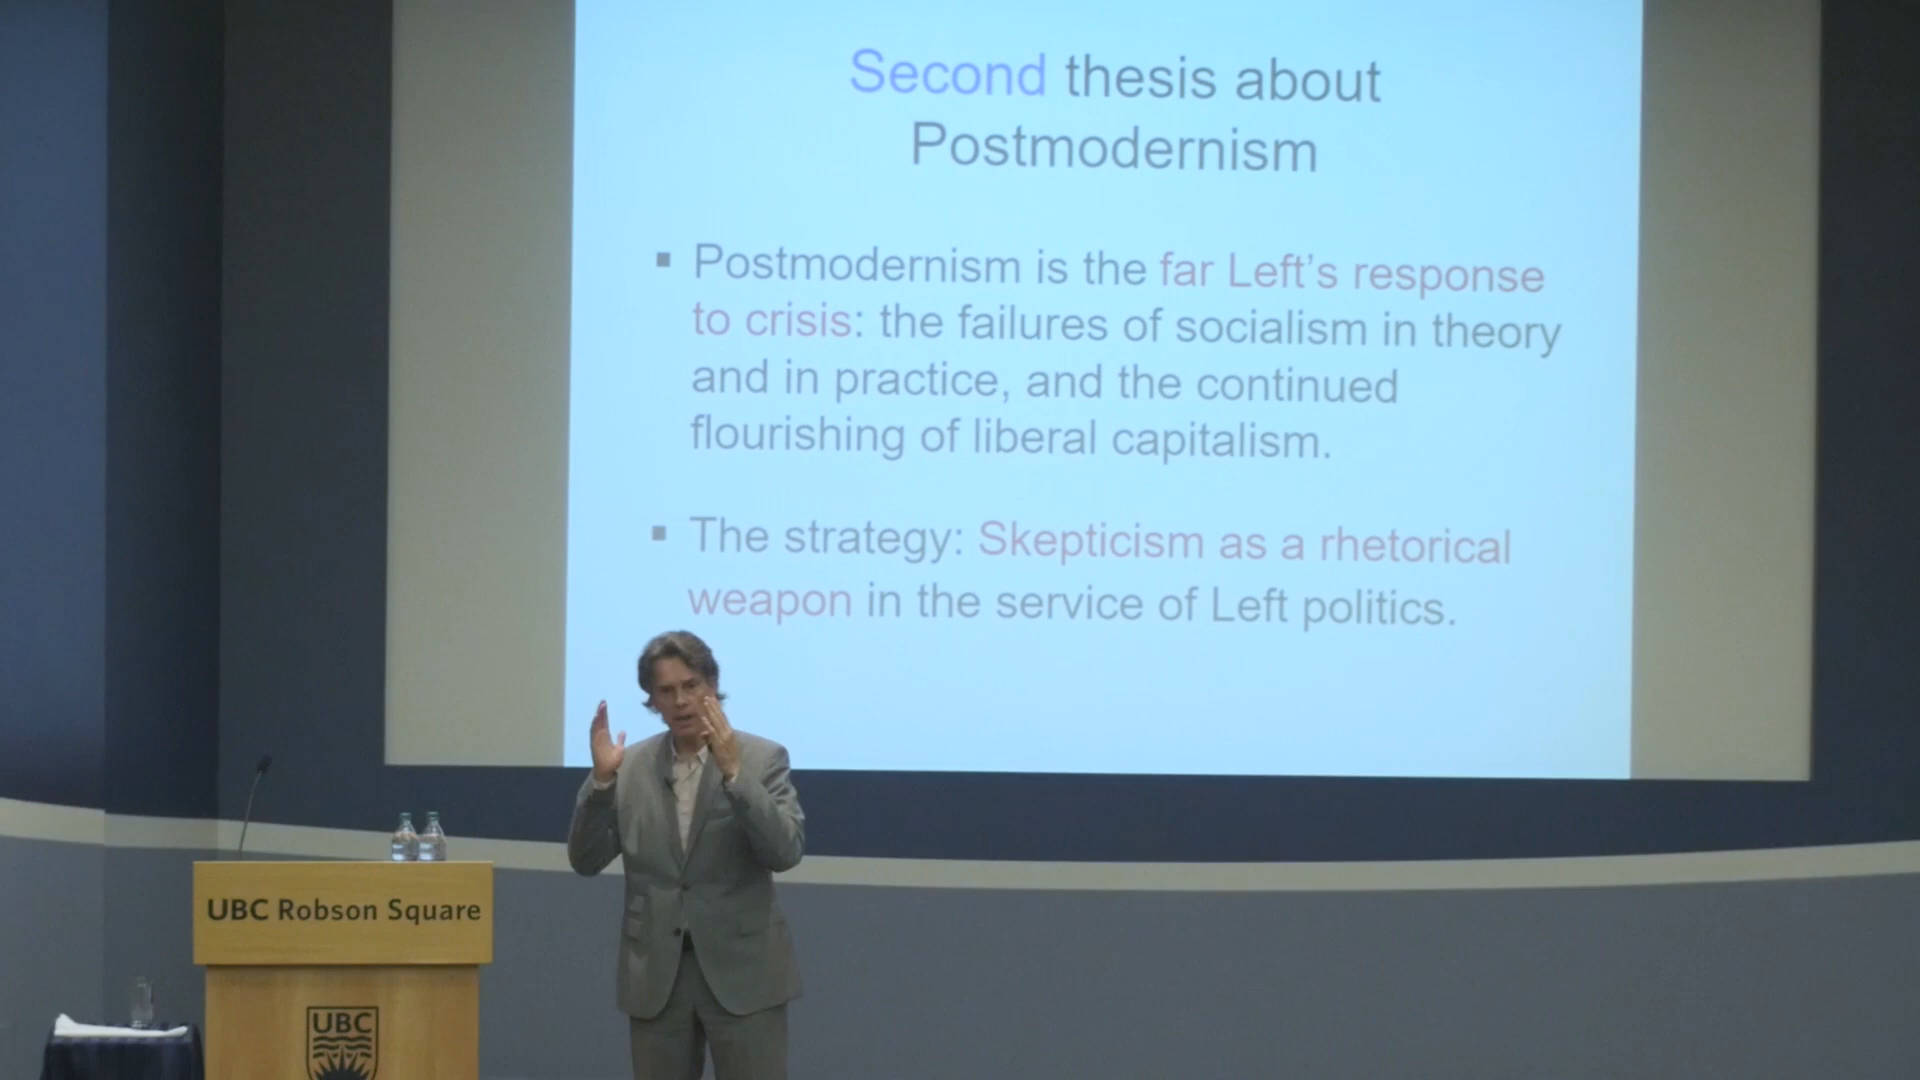 Second thesis about
Postmodernism
▪ Postmodernism is the far Left’s response
to crisis: the failures of socialism in theory
and in practice, and the continued
flourishing of liberal capitalism.
▪ The strategy: Skepticism as a rhetorical
weapon in the service of Left politics.
UBC Robson Square
UBC